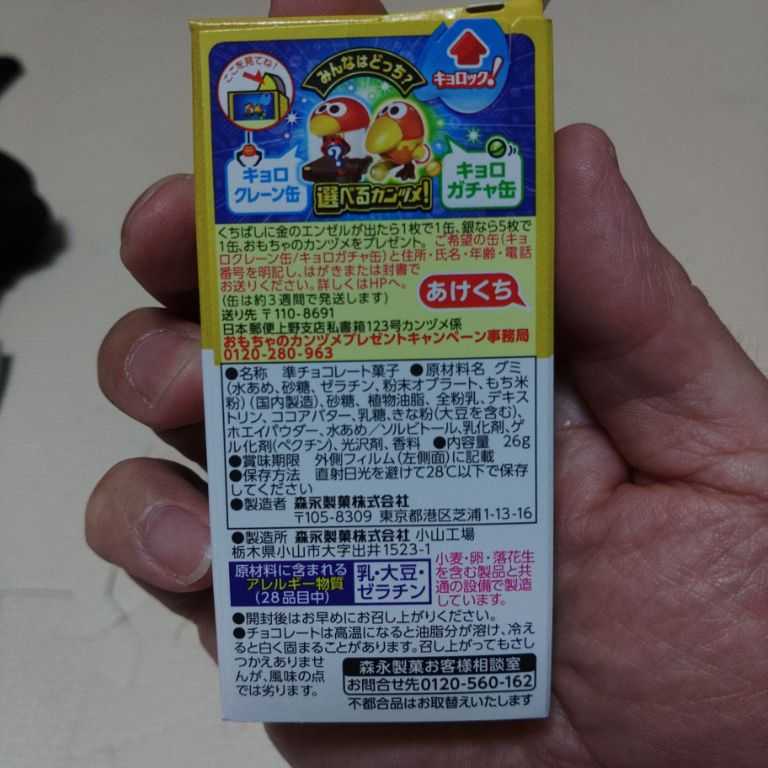 ここを見てね!
みんなはどっち?
キョロック!
キョロ
クレーン缶
選べるカンヅメ!
キョロ
ガチャ缶
くちばしに金のエンゼルが出たら1枚で1缶、銀なら5枚で
1缶、おもちゃのカンヅメをプレゼント。ご希望の缶(キョ
ロクレーン缶/キョロガチャ缶)と住所・氏名・年齢・電話
番号を明記し、はがきまたは封書で
お送りください。詳しくはHPへ。
(缶は約3週間で発送します)
あけくち
送り先 〒110-8691
日本郵便上野支店私書箱123号カンヅメ係
おもちゃのカンヅメプレゼントキャンペーン事務局
0120-280-963
●名称 準チョコレート菓子 ●原材料名 グミ
(水あめ、砂糖、ゼラチン、粉末オブラート、もち米
粉)(国内製造)、砂糖、植物油脂、全粉乳、デキス
トリン、ココアバター、乳糖、きな粉(大豆を含む)、
ホエイパウダー、水あめ/ソルビトール、乳化剤、ゲ
ル化剤(ペクチン)、光沢剤、香料 ●内容量 26g
●賞味期限 外側フィルム(左側面)に記載
●保存方法 直射日光を避けて28℃以下で保存
してください
●製造者 森永製菓株式会社
〒105-8309 東京都港区芝浦1-13-16
●製造所 森永製菓株式会社 小山工場
栃木県小山市大字出井1523-1
原材料に含まれる
アレルギー物質
(28品目中)
乳・大豆・
ゼラチン
小麦・卵・落花生
を含む製品と共
通の設備で製造
しています。
●開封後はお早めにお召し上がりください。
●チョコレートは高温になると油脂分が溶け、冷え
ると白く固まることがあります。召し上がってもさし
つかえありませ
んが、風味の点
では劣ります。
森永製菓お客様相談室
お問合せ先0120-560-162
不都合品はお取替えいたします